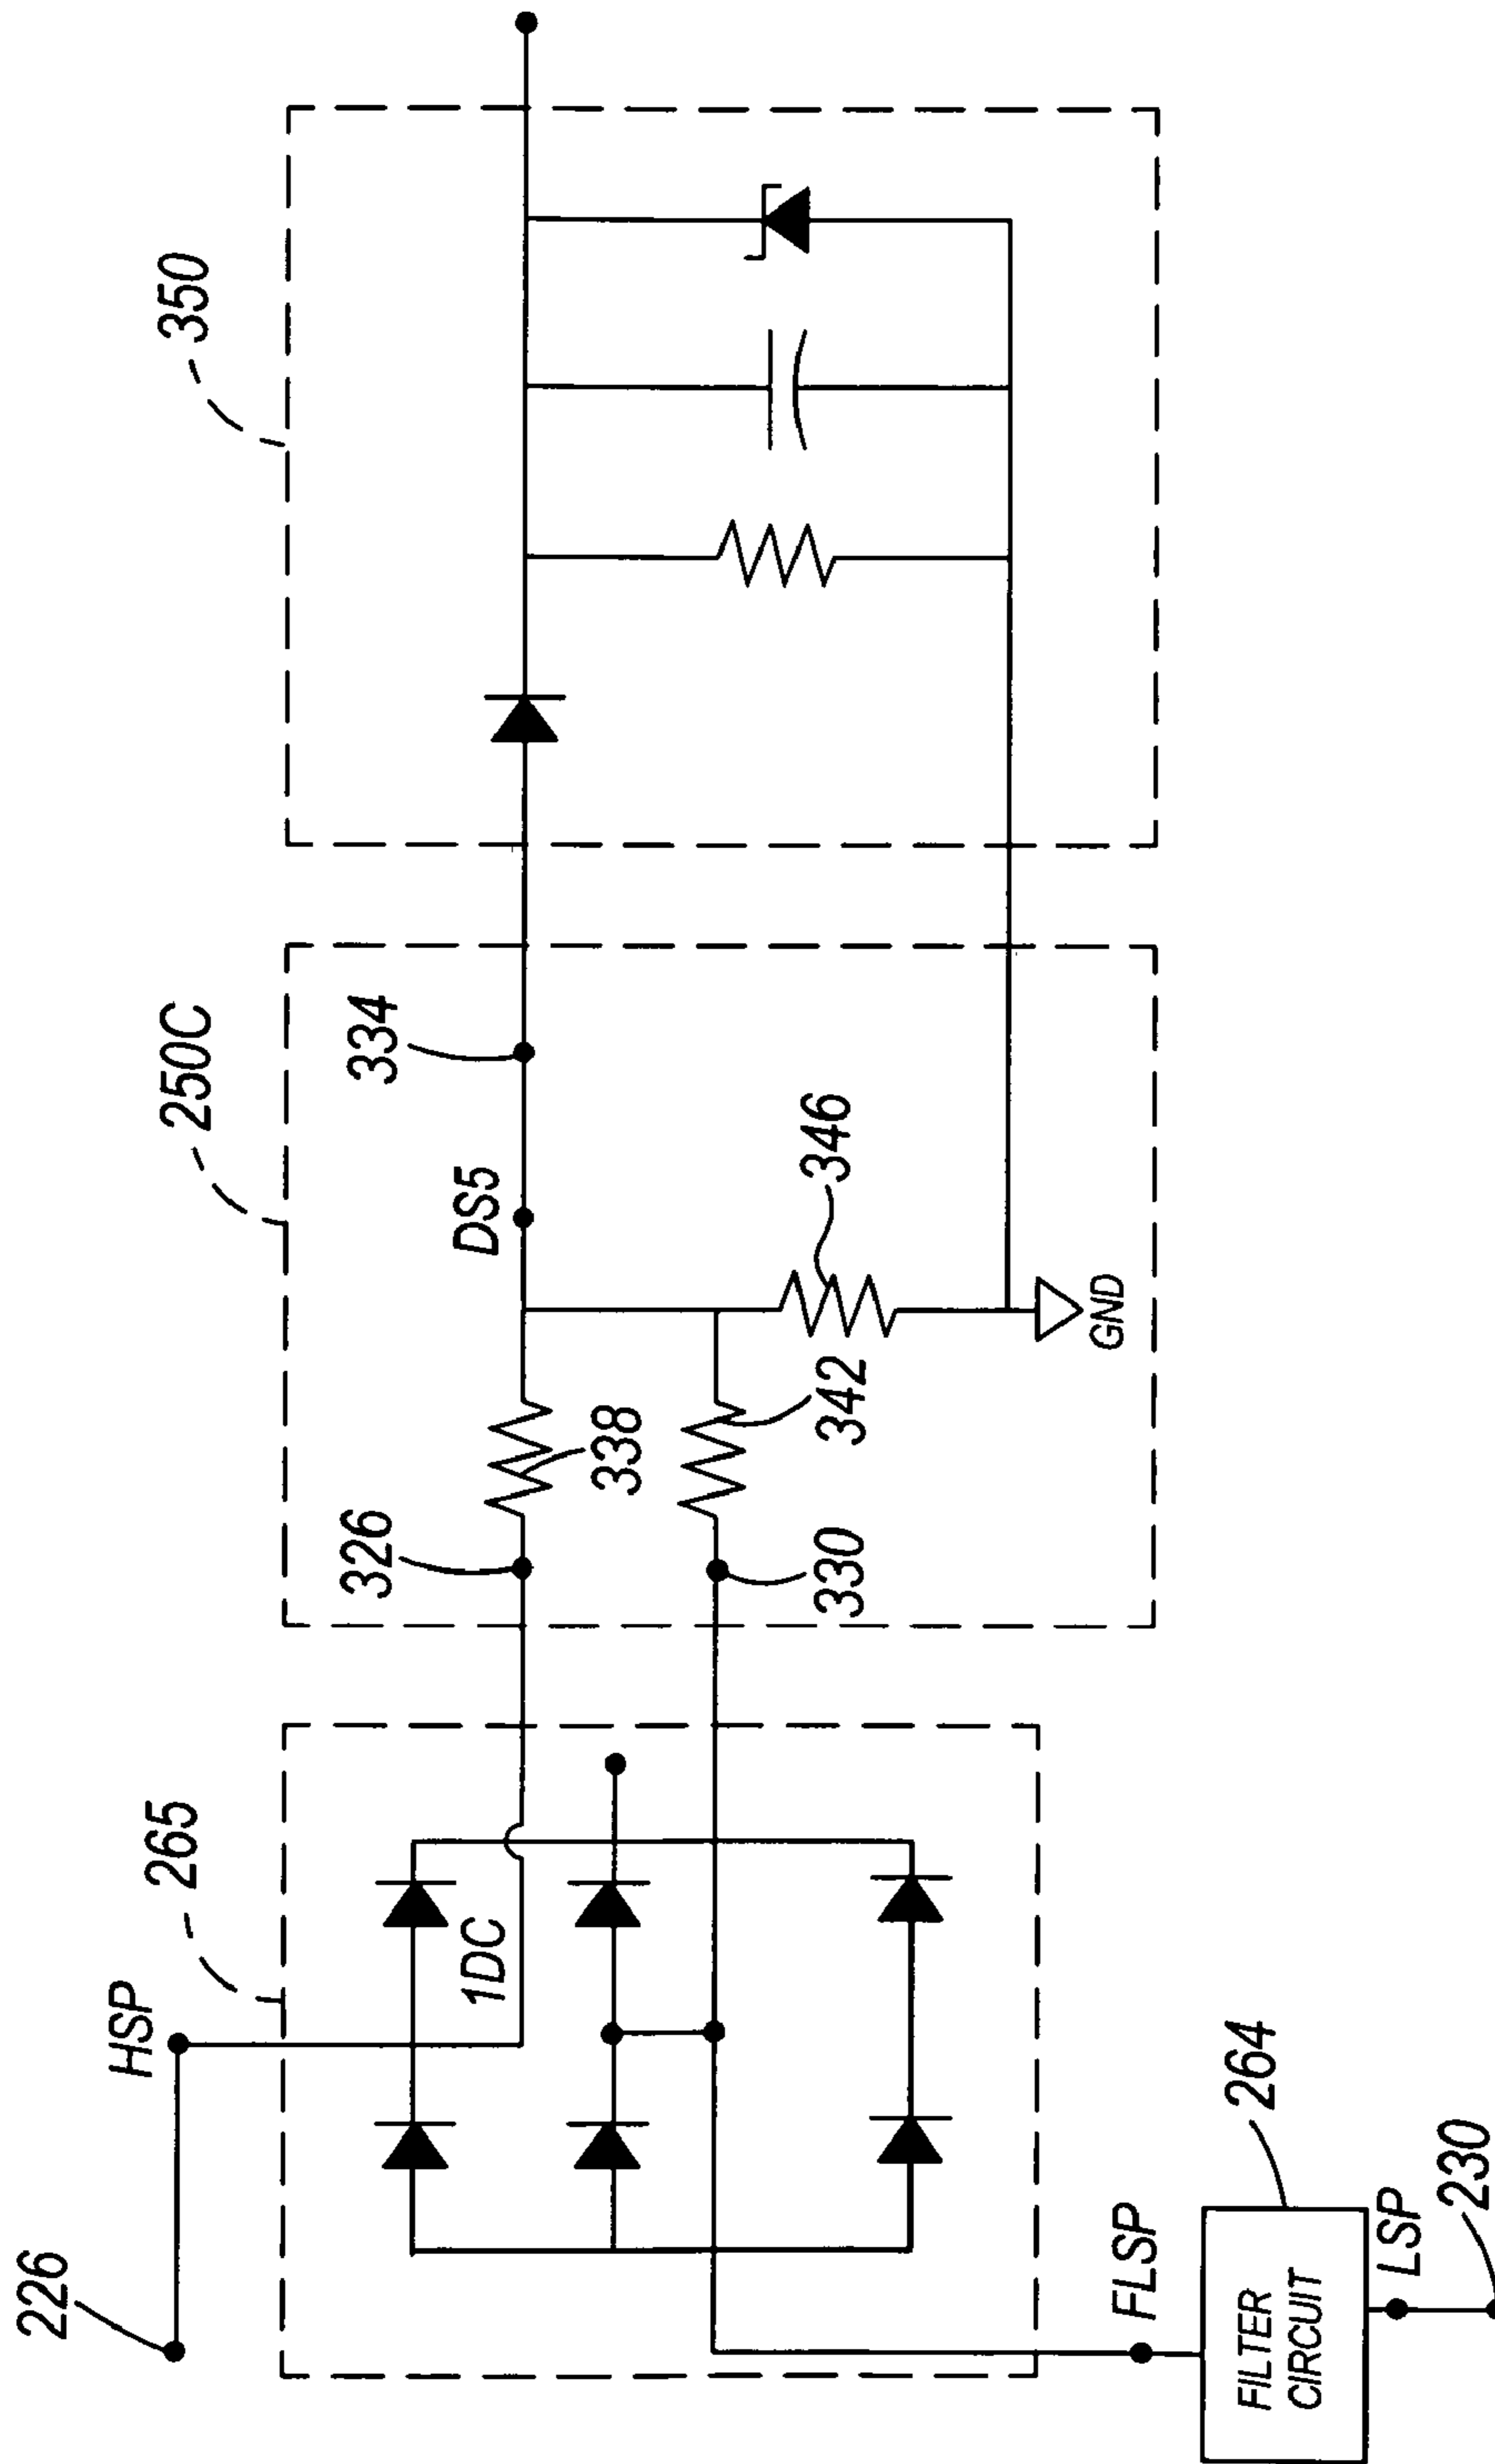 226
HSP
265
1DC
326
338
330
342
250C
334
DS5
346
GND
350
FLSP
264
FILTER
CIRCUIT
LSP
230